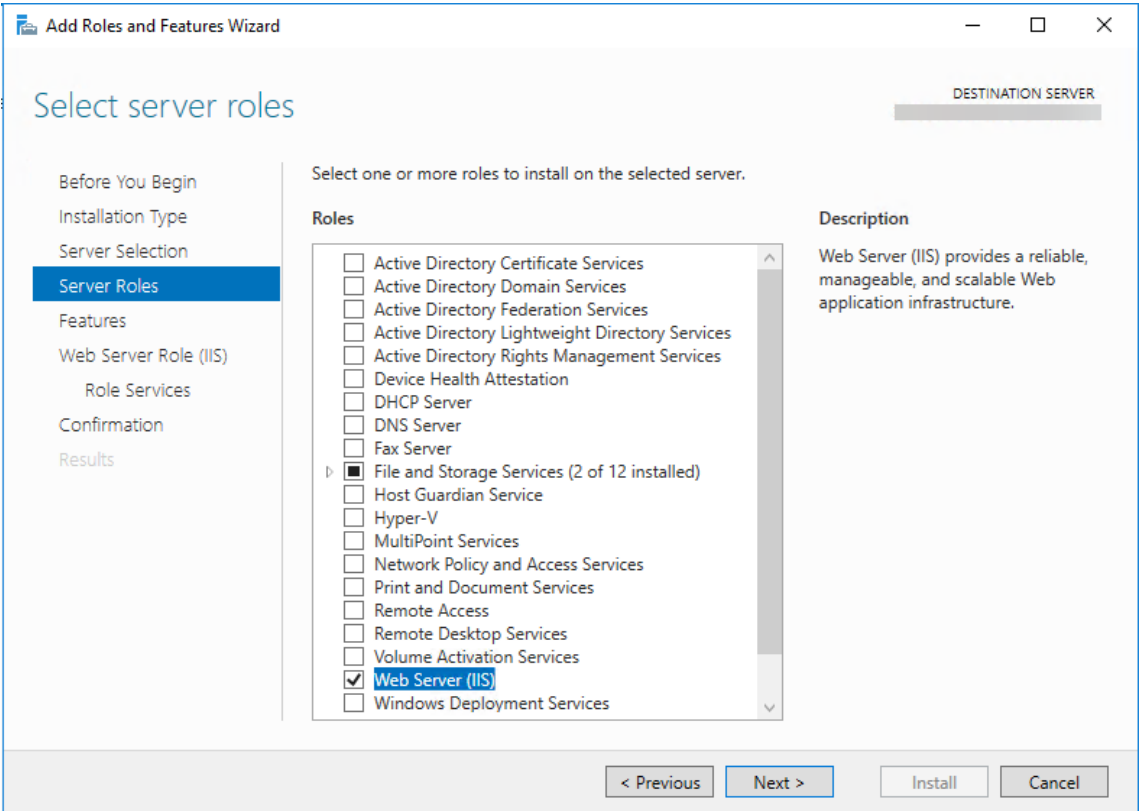 Add Roles and Features Wizard
Select server roles
DESTINATION SERVER
Before You Begin
Installation Type
Server Selection
Server Roles
Features
Web Server Role (IIS)
Role Services
Confirmation
Results
Select one or more roles to install on the selected server.
Roles
Active Directory Certificate Services
Active Directory Domain Services
Active Directory Federation Services
Active Directory Lightweight Directory Services
Active Directory Rights Management Services
Device Health Attestation
DHCP Server
DNS Server
Fax Server
File and Storage Services (2 of 12 installed)
Host Guardian Service
Hyper-V
MultiPoint Services
Network Policy and Access Services
Print and Document Services
Remote Access
Remote Desktop Services
Volume Activation Services
Web Server (IIS)
Windows Deployment Services
Description
Web Server (IIS) provides a reliable,
manageable, and scalable Web
application infrastructure.
< Previous
Next >
Install
Cancel